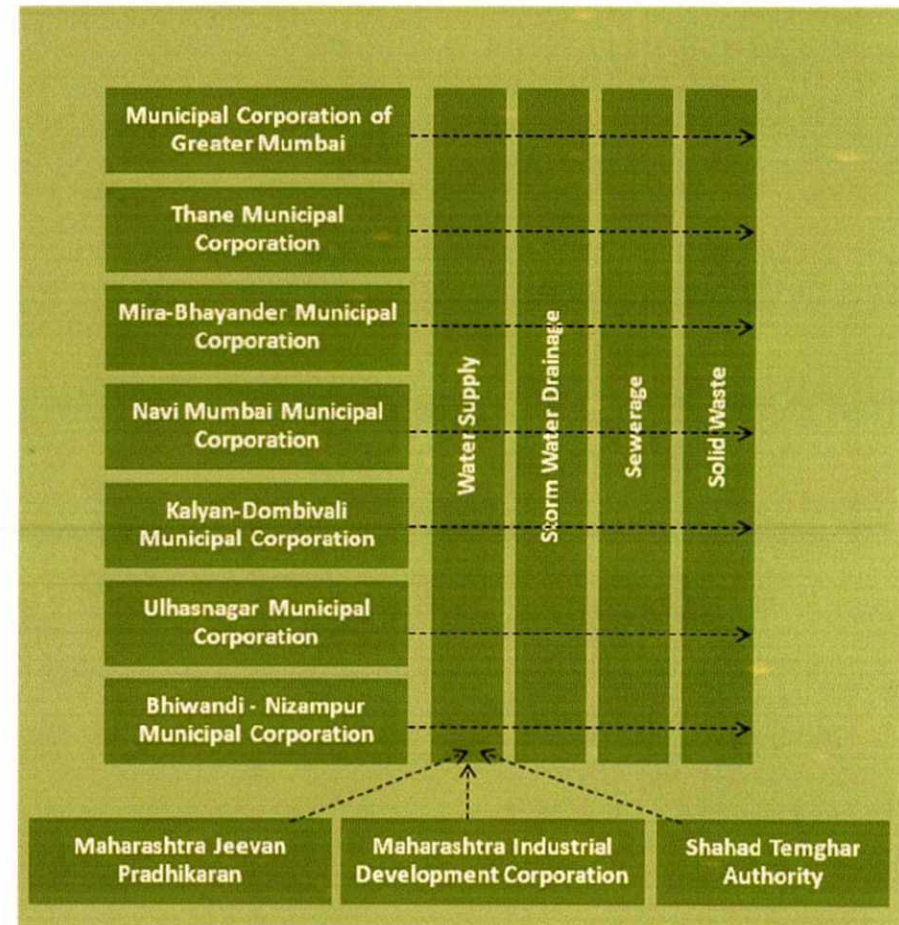 Municipal Corporation of
Greater Mumbai
Thane Municipal
Corporation
Mira-Bhayander Municipal
Corporation
Navi Mumbai Municipal
Corporation
Kalyan-Dombivali
Municipal Corporation
Ulhasnagar Municipal
Corporation
Bhiwandi - Nizampur
Municipal Corporation
Water Supply
Storm Water Drainage
Sewerage
Solid Waste
Maharashtra Jeevan
Pradhikaran
Maharashtra Industrial
Development Corporation
Shahad Temghar
Authority